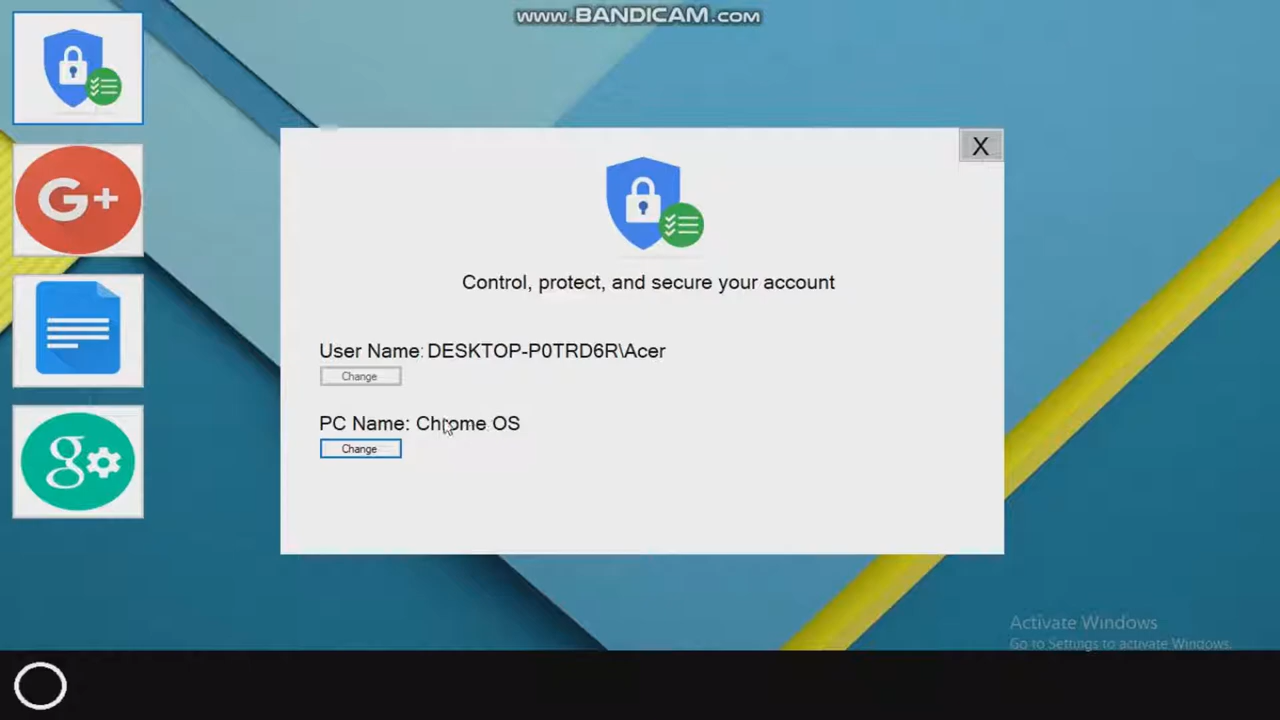 www.BANDICAM.com
G+
X
Control, protect, and secure your account
User Name: DESKTOP-P0TRD6R\Acer
Change
PC Name: Chrome OS
Change
g
Activate Windows
Go to Settings to activate Windows.